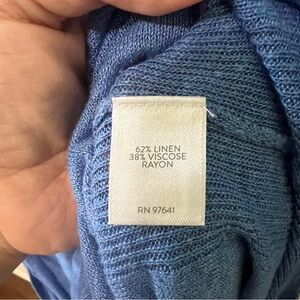 62% LINEN
38% VISCOSE
RAYON
RN 97641